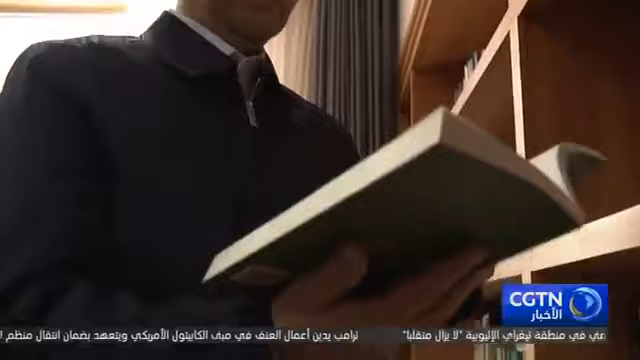 CGTN
الأخبار
في منطقة تيغراي الإثيوبية "لا يزال متقلبا"
ترامب يدين أعمال العنف في مبنى الكابيتول الأمريكي ويتعهد بضمان انتقال منظم